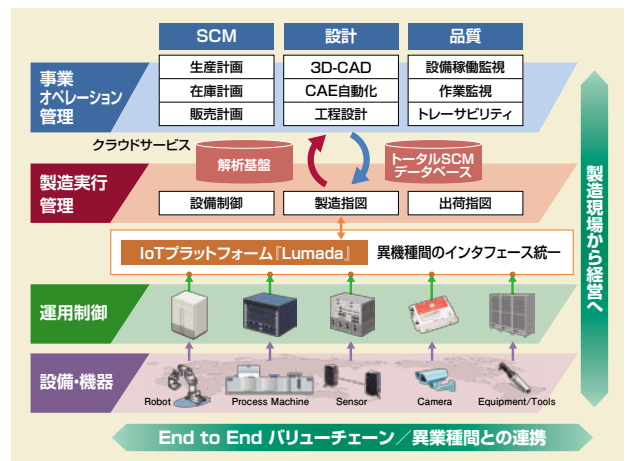 SCM
設計
品質
事業
オペレーション
管理
生産計画
3D-CAD
設備稼働監視
在庫計画
CAE自動化
作業監視
販売計画
工程設計
トレーサビリティ
クラウドサービス
解析基盤
トータルSCM
データベース
製造実行
管理
設備制御
製造指図
出荷指図
IoTプラットフォーム『Lumada』
異機種間のインタフェース統一
運用制御
設備・機器
Robot
Process Machine
Sensor
Camera
Equipment/Tools
製造現場から経営へ
End to End バリューチェーン/異業種間との連携